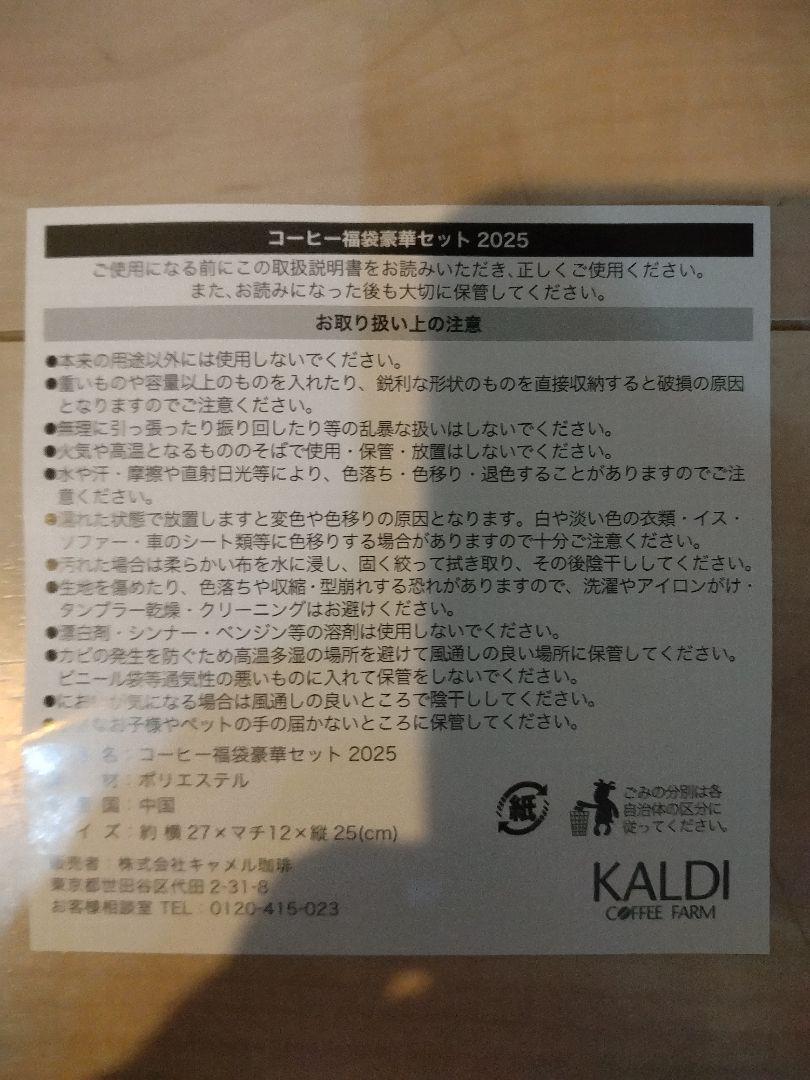 コーヒー福袋豪華セット 2025
ご使用になる前にこの取扱説明書をお読みいただき、正しくご使用ください。
また、お読みになった後も大切に保管してください。
お取り扱い上の注意
●本来の用途以外には使用しないでください。
●重いものや容量以上のものを入れたり、鋭利な形状のものを直接収納すると破損の原因
となりますのでご注意ください。
●無理に引っ張ったり振り回したり等の乱暴な扱いはしないでください。
●火気や高温となるもののそばで使用・保管・放置はしないでください。
●水や汗・摩擦や直射日光等により、色落ち・色移り・退色することがありますのでご注
意ください。
●濡れた状態で放置しますと変色や色移りの原因となります。白や淡い色の衣類・イス・
ソファー・車のシート類等に色移りする場合がありますので十分ご注意ください。
●汚れた場合は柔らかい布を水に浸し、固く絞って拭き取り、その後陰干ししてください。
●生地を傷めたり、色落ちや収縮・型崩れする恐れがありますので、洗濯やアイロンがけ・
タンブラー乾燥・クリーニングはお避けください。
●漂白剤・シンナー・ベンジン等の溶剤は使用しないでください。
●カビの発生を防ぐため高温多湿の場所を避けて風通しの良い場所に保管してください。
ビニール袋等通気性の悪いものに入れて保管をしないでください。
●においが気になる場合は風通しの良いところで陰干ししてください。
なお子様やペットの手の届かないところに保管してください。
名：コーヒー福袋豪華セット 2025
材：ポリエステル
国：中国
イズ：約 横 27×マチ12×縦 25(cm)
販売者：株式会社キャメル珈琲
東京都世田谷区代田 2-31-8
お客様相談室 TEL：0120-415-023
紙
ごみの分別は各
自治体の区分に
従ってください。
KALDI
COFFEE FARM